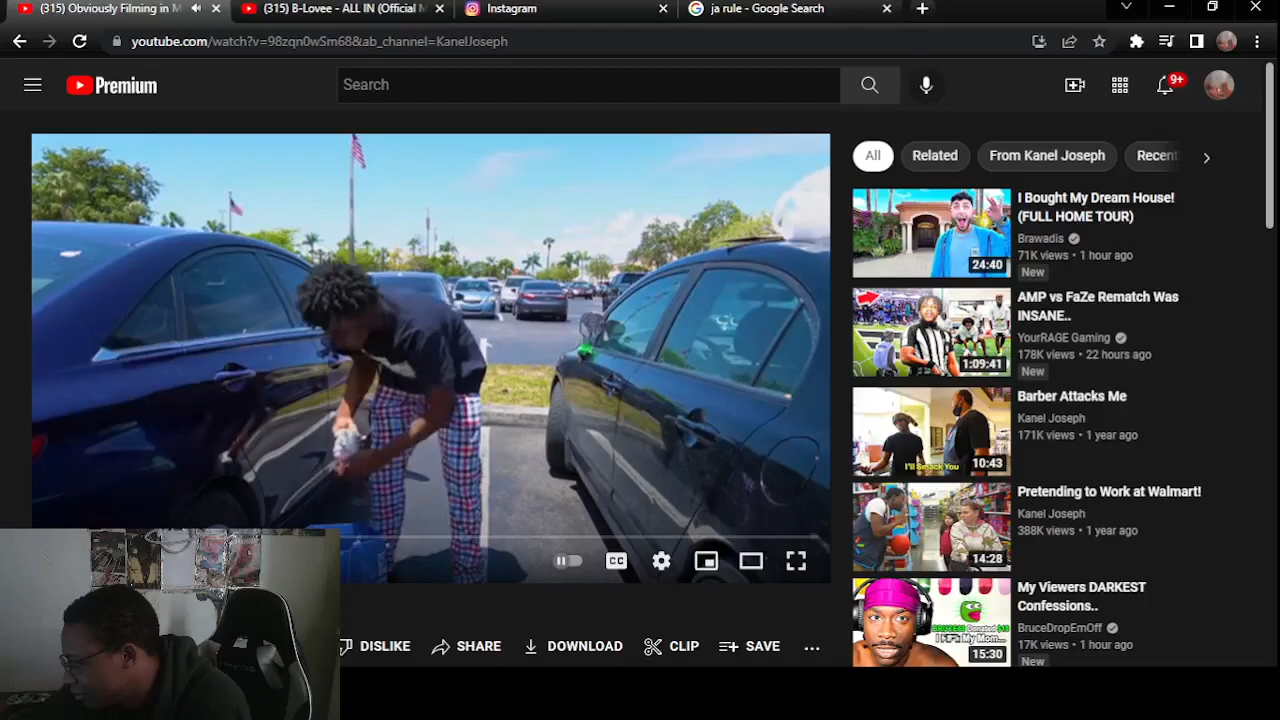 (315) Obviously Filming in M
(315) B-Lovee - ALL IN (Official M
Instagram
ja rule - Google Search
youtube.com/watch?v=98zqn0wSm68&ab_channel=KanelJoseph
Premium
Search
9+
All
Related
From Kanel Joseph
Recent
I Bought My Dream House!
(FULL HOME TOUR)
Brawadis
71K views • 1 hour ago
New
24:40
AMP vs FaZe Rematch Was
INSANE..
YourRAGE Gaming
178K views • 22 hours ago
New
1:09:41
Barber Attacks Me
Kanel Joseph
171K views • 1 year ago
I'll Smack You
10:43
Pretending to Work at Walmart!
Kanel Joseph
388K views • 1 year ago
14:28
My Viewers DARKEST
Confessions..
BruceDropEmOff
17K views • 1 hour ago
New
15:30
CC
DISLIKE
SHARE
DOWNLOAD
CLIP
SAVE